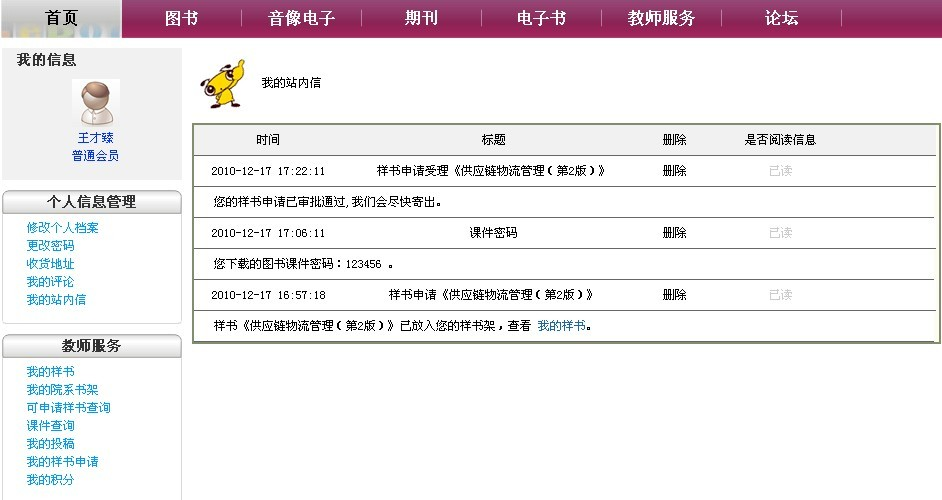 首页 图书 音像电子 期刊 电子书 教师服务 论坛
我的信息
王才臻
普通会员
个人信息管理
修改个人档案
更改密码
收货地址
我的评论
我的站内信
教师服务
我的样书
我的院系书架
可申请样书查询
课件查询
我的投稿
我的样书申请
我的积分
我的站内信
时间 标题 删除 是否阅读信息
2010-12-17 17:22:11 样书申请受理《供应链物流管理（第2版）》 删除 已读
您的样书申请已审批通过,我们会尽快寄出。
2010-12-17 17:06:11 课件密码 删除 已读
您下载的图书课件密码：123456 。
2010-12-17 16:57:18 样书申请《供应链物流管理（第2版）》 删除 已读
样书《供应链物流管理（第2版）》已放入您的样书架，查看 我的样书。